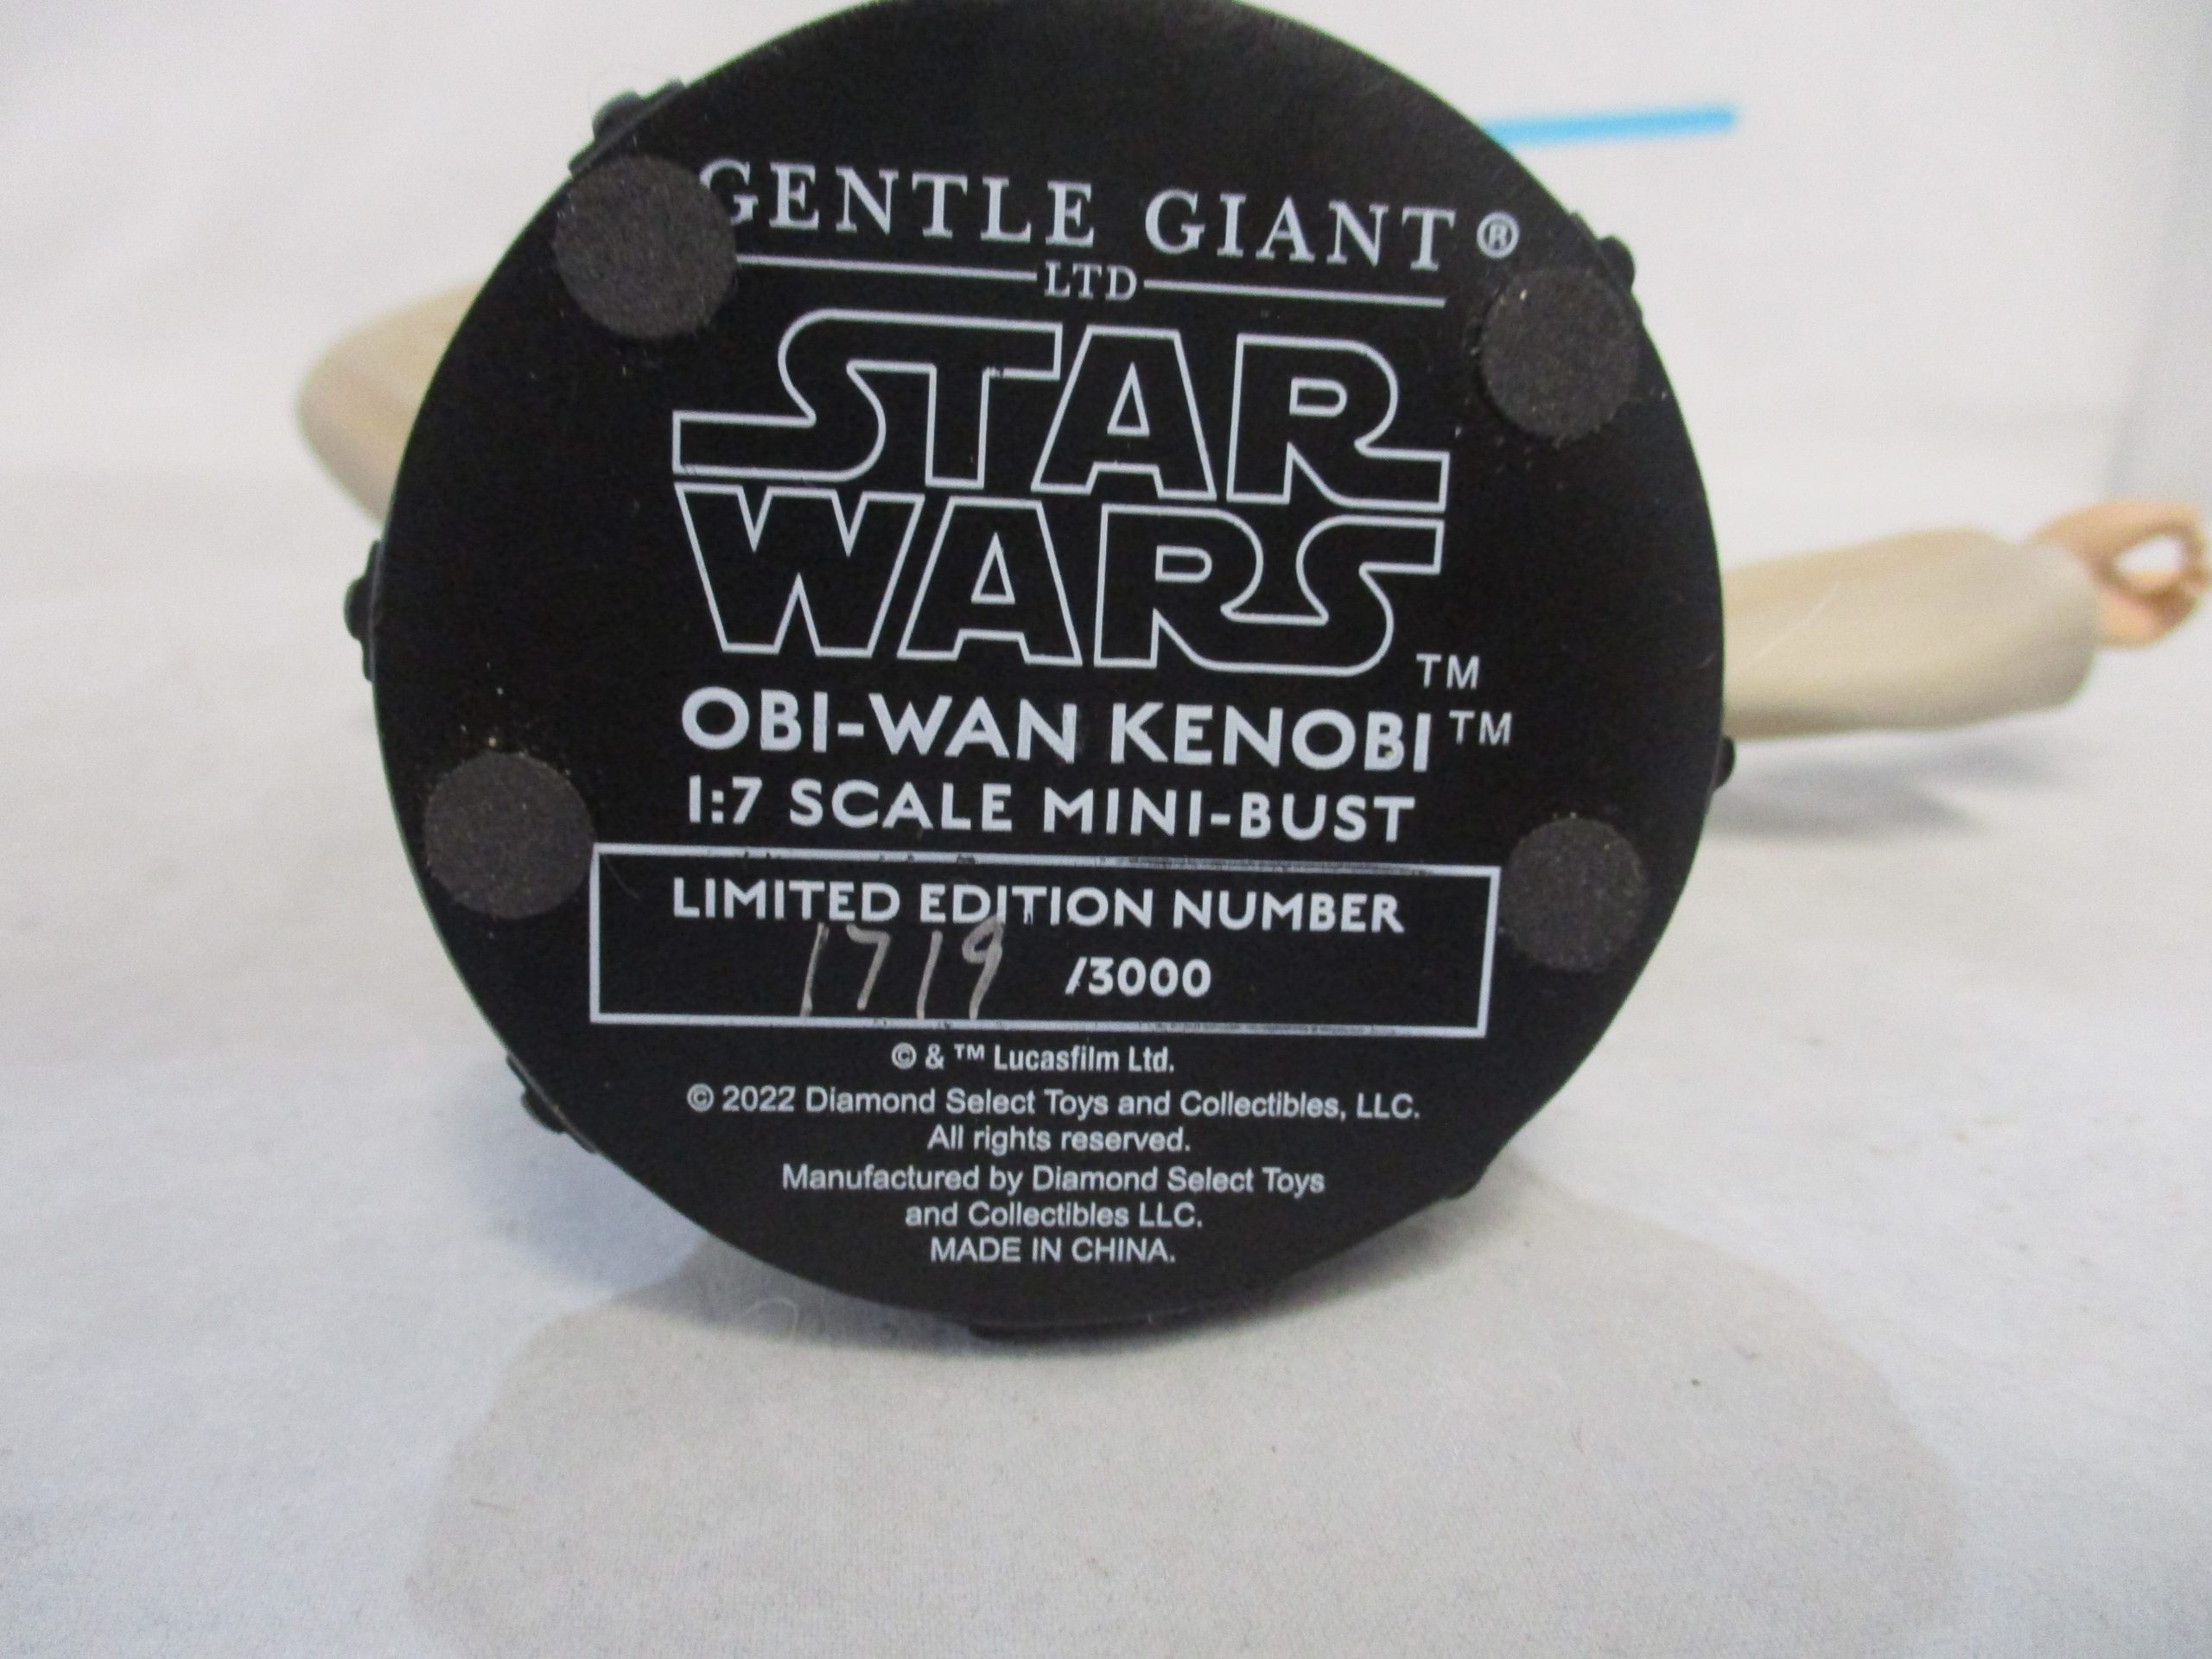 GENTLE GIANT®
LTD
STAR
WARS™
OBI-WAN KENOBI™
1:7 SCALE MINI-BUST
LIMITED EDITION NUMBER
1719 /3000
© & ™ Lucasfilm Ltd.
© 2022 Diamond Select Toys and Collectibles, LLC.
All rights reserved.
Manufactured by Diamond Select Toys
and Collectibles LLC.
MADE IN CHINA.